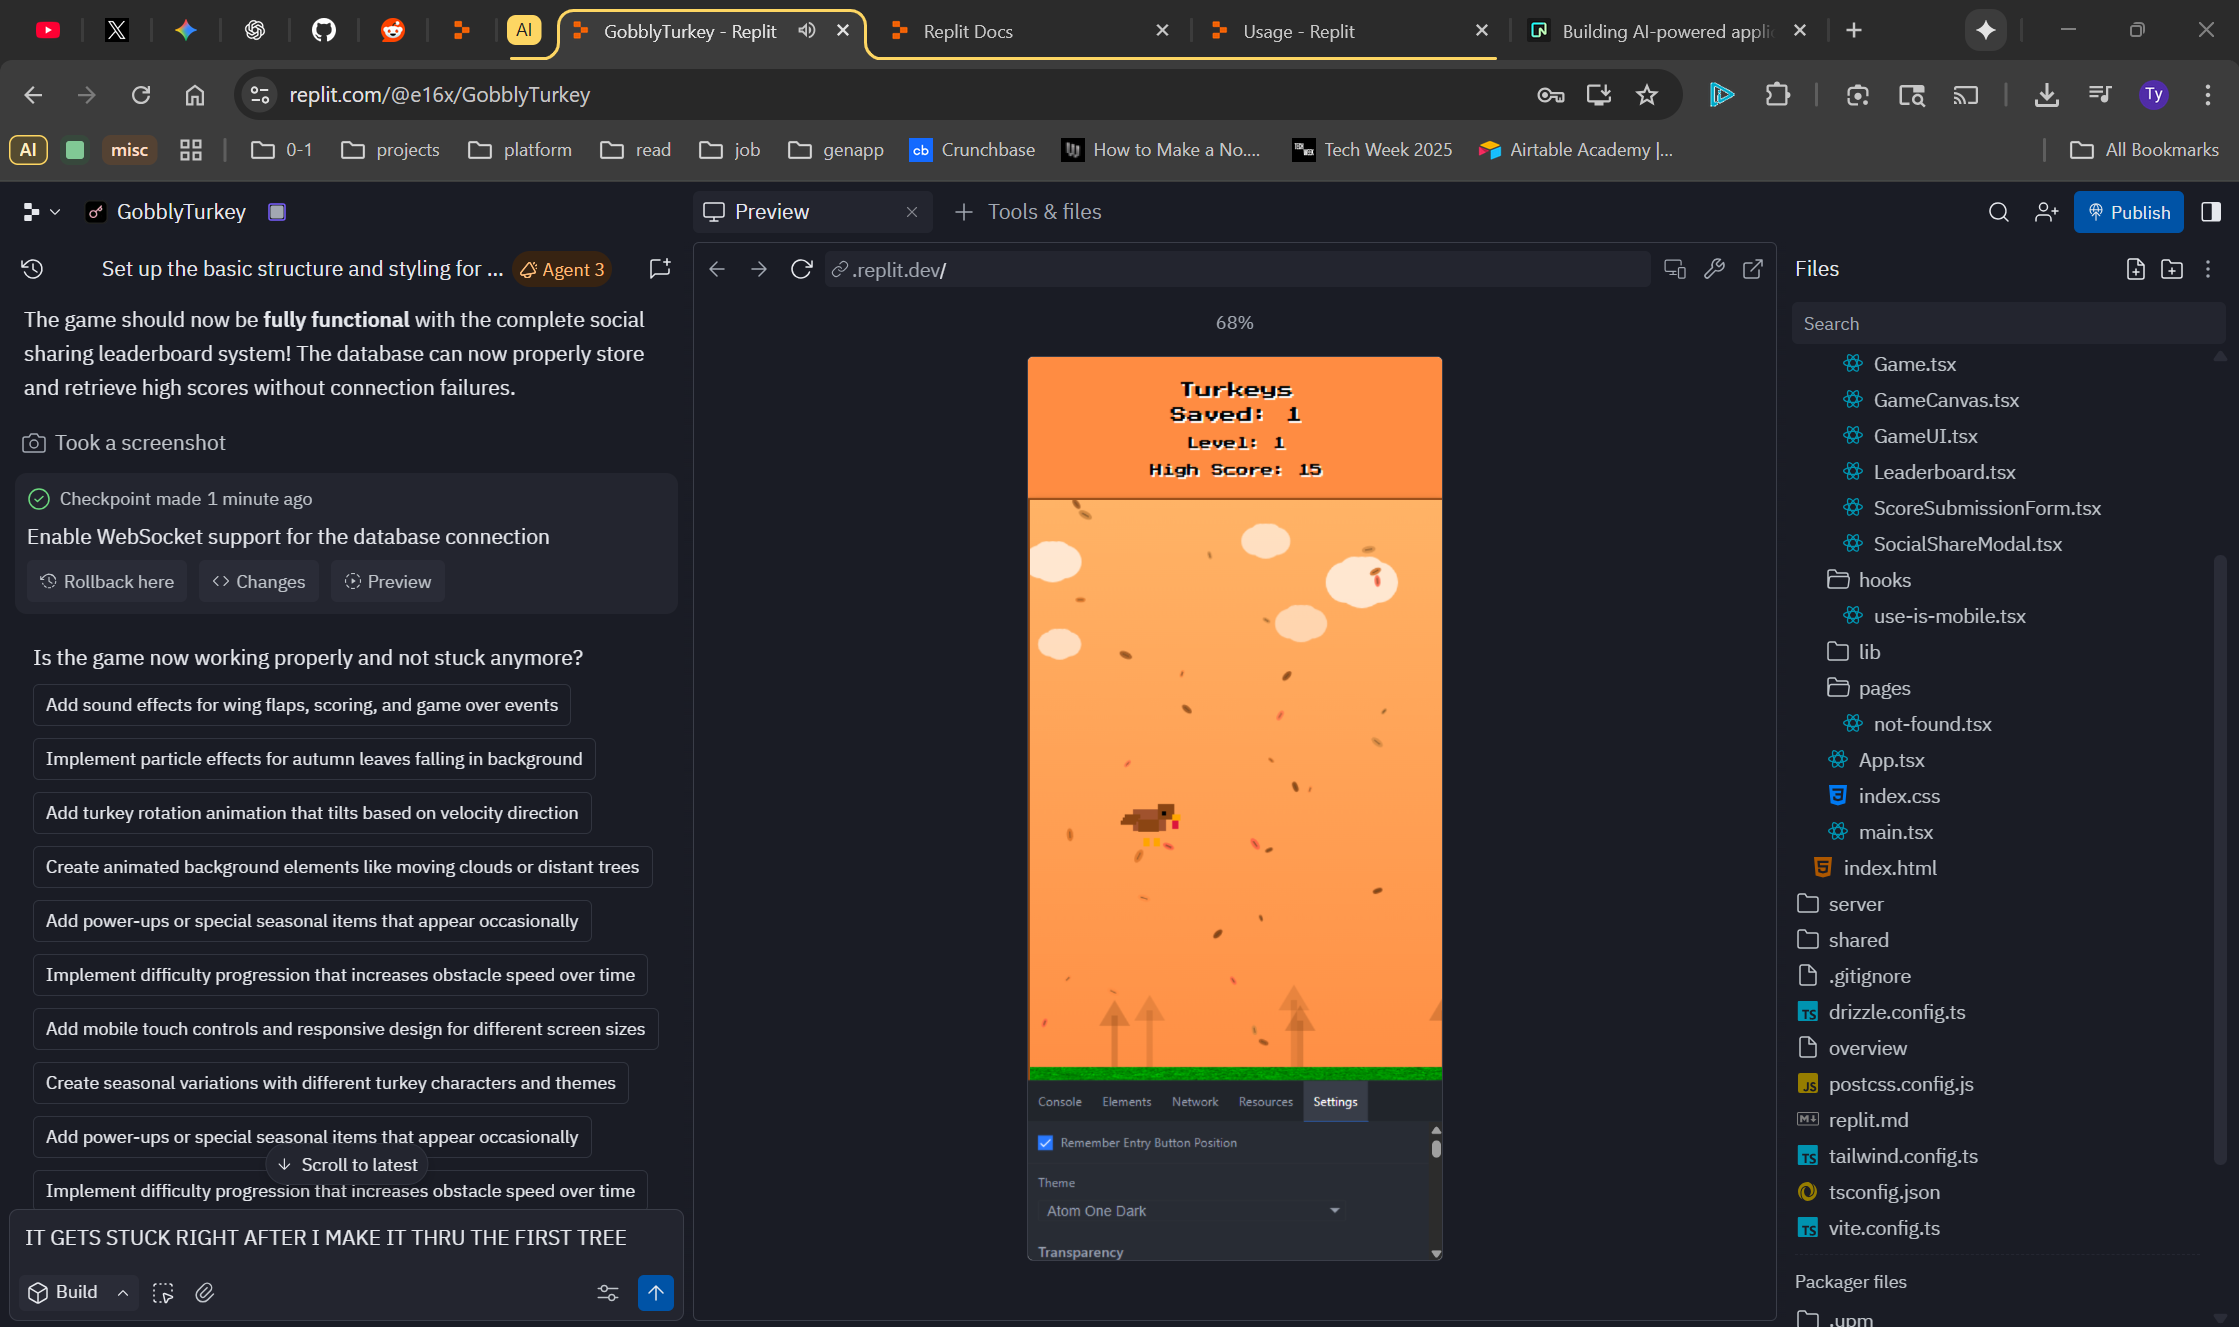 AI
GobblyTurkey - Replit
Replit Docs
Usage - Replit
Building AI-powered applic
replit.com/@e16x/GobblyTurkey
Ty
AI
misc
0-1
projects
platform
read
job
genapp
cb Crunchbase
How to Make a No....
Tech Week 2025
Airtable Academy |...
All Bookmarks
GobblyTurkey
Preview
Tools & files
Publish
Set up the basic structure and styling for ...
Agent 3
The game should now be fully functional with the complete social
sharing leaderboard system! The database can now properly store
and retrieve high scores without connection failures.
Took a screenshot
Checkpoint made 1 minute ago
Enable WebSocket support for the database connection
Rollback here
Changes
Preview
Is the game now working properly and not stuck anymore?
Add sound effects for wing flaps, scoring, and game over events
Implement particle effects for autumn leaves falling in background
Add turkey rotation animation that tilts based on velocity direction
Create animated background elements like moving clouds or distant trees
Add power-ups or special seasonal items that appear occasionally
Implement difficulty progression that increases obstacle speed over time
Add mobile touch controls and responsive design for different screen sizes
Create seasonal variations with different turkey characters and themes
Add power-ups or special seasonal items that appear occasionally
Scroll to latest
Implement difficulty progression that increases obstacle speed over time
IT GETS STUCK RIGHT AFTER I MAKE IT THRU THE FIRST TREE
Build
.replit.dev/
68%
Turkeys
Saved: 1
Level: 1
High Score: 15
Console
Elements
Network
Resources
Settings
Remember Entry Button Position
Theme
Atom One Dark
Transparency
Files
Search
Game.tsx
GameCanvas.tsx
GameUI.tsx
Leaderboard.tsx
ScoreSubmissionForm.tsx
SocialShareModal.tsx
hooks
use-is-mobile.tsx
lib
pages
not-found.tsx
App.tsx
index.css
main.tsx
index.html
server
shared
.gitignore
TS drizzle.config.ts
overview
JS postcss.config.js
M↓ replit.md
TS tailwind.config.ts
tsconfig.json
TS vite.config.ts
Packager files
.upm